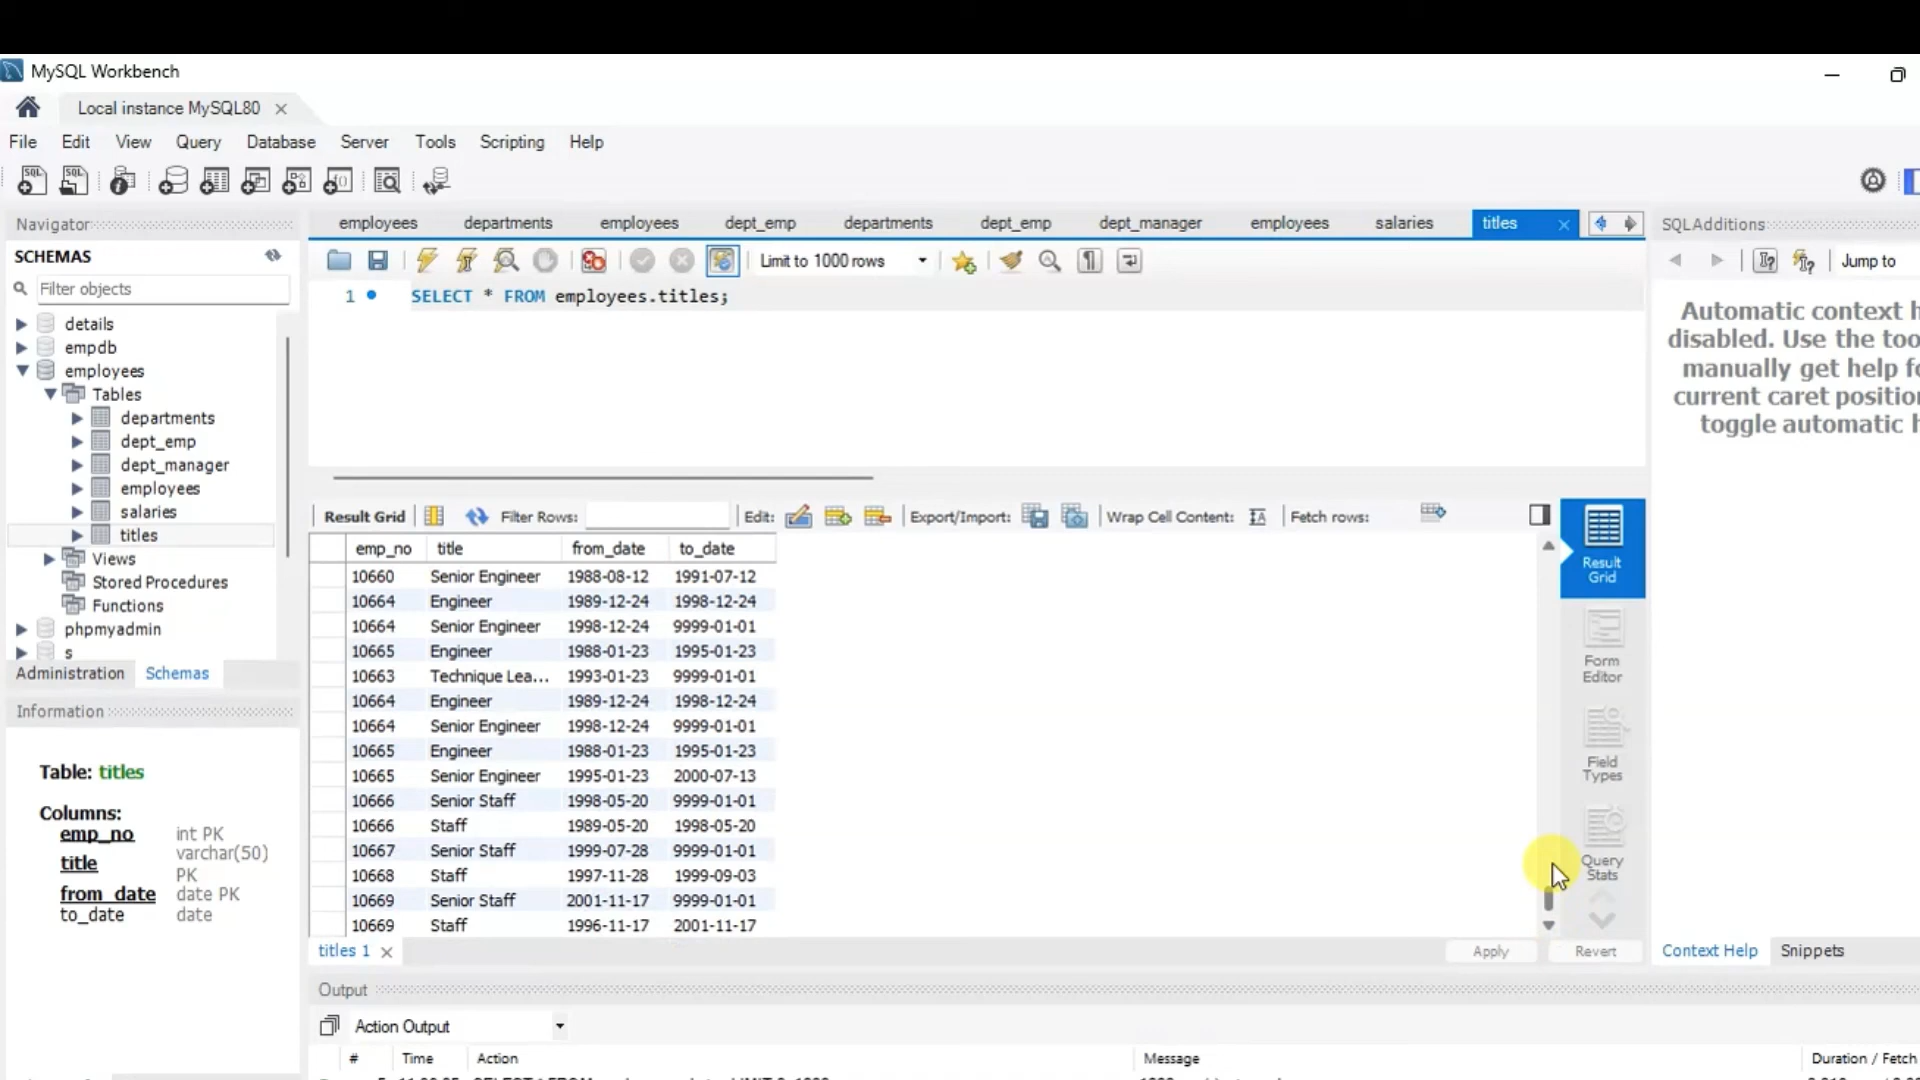 MySQL Workbench
Local instance MySQL80
File Edit View Query Database Server Tools Scripting Help
Navigator
SCHEMAS
Filter objects
details
empdb
employees
Tables
departments
dept_emp
dept_manager
employees
salaries
titles
Views
Stored Procedures
Functions
phpmyadmin
s
Administration Schemas
Information
Table: titles
Columns:
emp_no int PK
title varchar(50) PK
from_date date PK
to_date date
employees departments employees dept_emp departments dept_emp dept_manager employees salaries titles
Limit to 1000 rows
1 SELECT * FROM employees.titles;
Result Grid Filter Rows: Edit: Export/Import: Wrap Cell Content: Fetch rows:
emp_no title from_date to_date
10660 Senior Engineer 1988-08-12 1991-07-12
10664 Engineer 1989-12-24 1998-12-24
10664 Senior Engineer 1998-12-24 9999-01-01
10665 Engineer 1988-01-23 1995-01-23
10663 Technique Lea... 1993-01-23 9999-01-01
10664 Engineer 1989-12-24 1998-12-24
10664 Senior Engineer 1998-12-24 9999-01-01
10665 Engineer 1988-01-23 1995-01-23
10665 Senior Engineer 1995-01-23 2000-07-13
10666 Senior Staff 1998-05-20 9999-01-01
10666 Staff 1989-05-20 1998-05-20
10667 Senior Staff 1999-07-28 9999-01-01
10668 Staff 1997-11-28 1999-09-03
10669 Senior Staff 2001-11-17 9999-01-01
10669 Staff 1996-11-17 2001-11-17
Result Grid
Form Editor
Field Types
Query Stats
titles 1 Apply Revert
Output
Action Output
# Time Action Message Duration / Fetch
SQLAdditions
Jump to
Automatic context h
disabled. Use the too
manually get help fo
current caret position
toggle automatic h
Context Help Snippets